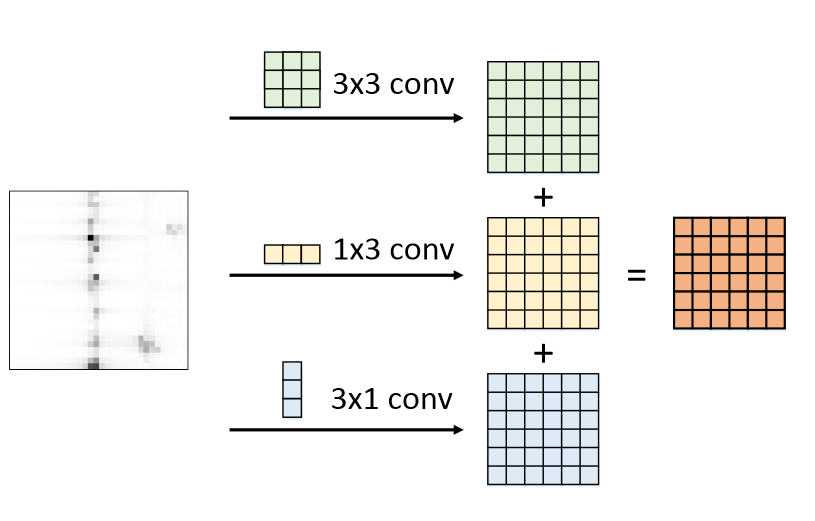 3x3 conv
+
1x3 conv
=
+
3x1 conv